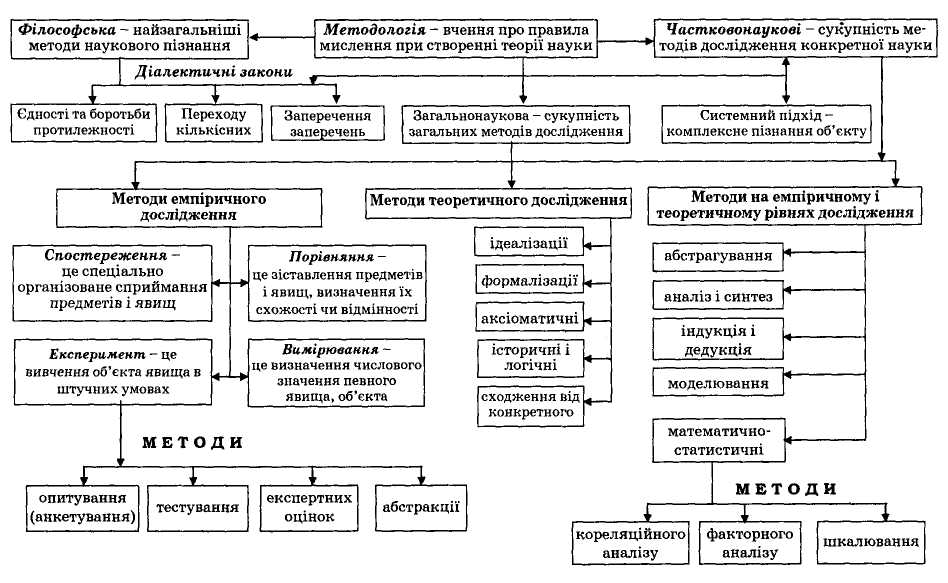 Філософська – найзагальніші
методи наукового пізнання
Методологія – вчення про правила
мислення при створенні теорії науки
Частковонаукові – сукупність ме-
тодів дослідження конкретної науки
Діалектичні закони
Єдності та боротьби
протилежності
Переходу
кількісних
Заперечення
заперечень
Загальнонаукова – сукупність
загальних методів дослідження
Системний підхід –
комплексне пізнання об’єкту
Методи емпіричного
дослідження
Методи теоретичного дослідження
Методи на емпіричному і
теоретичному рівнях дослідження
Спостереження –
це спеціально
організоване сприймання
предметів і явищ
Порівняння –
це зіставлення предметів
і явищ, визначення їх
схожості чи відмінності
Експеримент – це
вивчення об’єкта явища в
штучних умовах
Вимірювання –
це визначення числового
значення певного
явища, об’єкта
ідеалізації
формалізації
аксіоматичні
історичні і
логічні
сходження від
конкретного
абстрагування
аналіз і синтез
індукція і
дедукція
моделювання
математично-
статистичні
МЕТОДИ
опитування
(анкетування)
тестування
експертних
оцінок
абстракції
МЕТОДИ
кореляційного
аналізу
факторного
аналізу
шкалювання